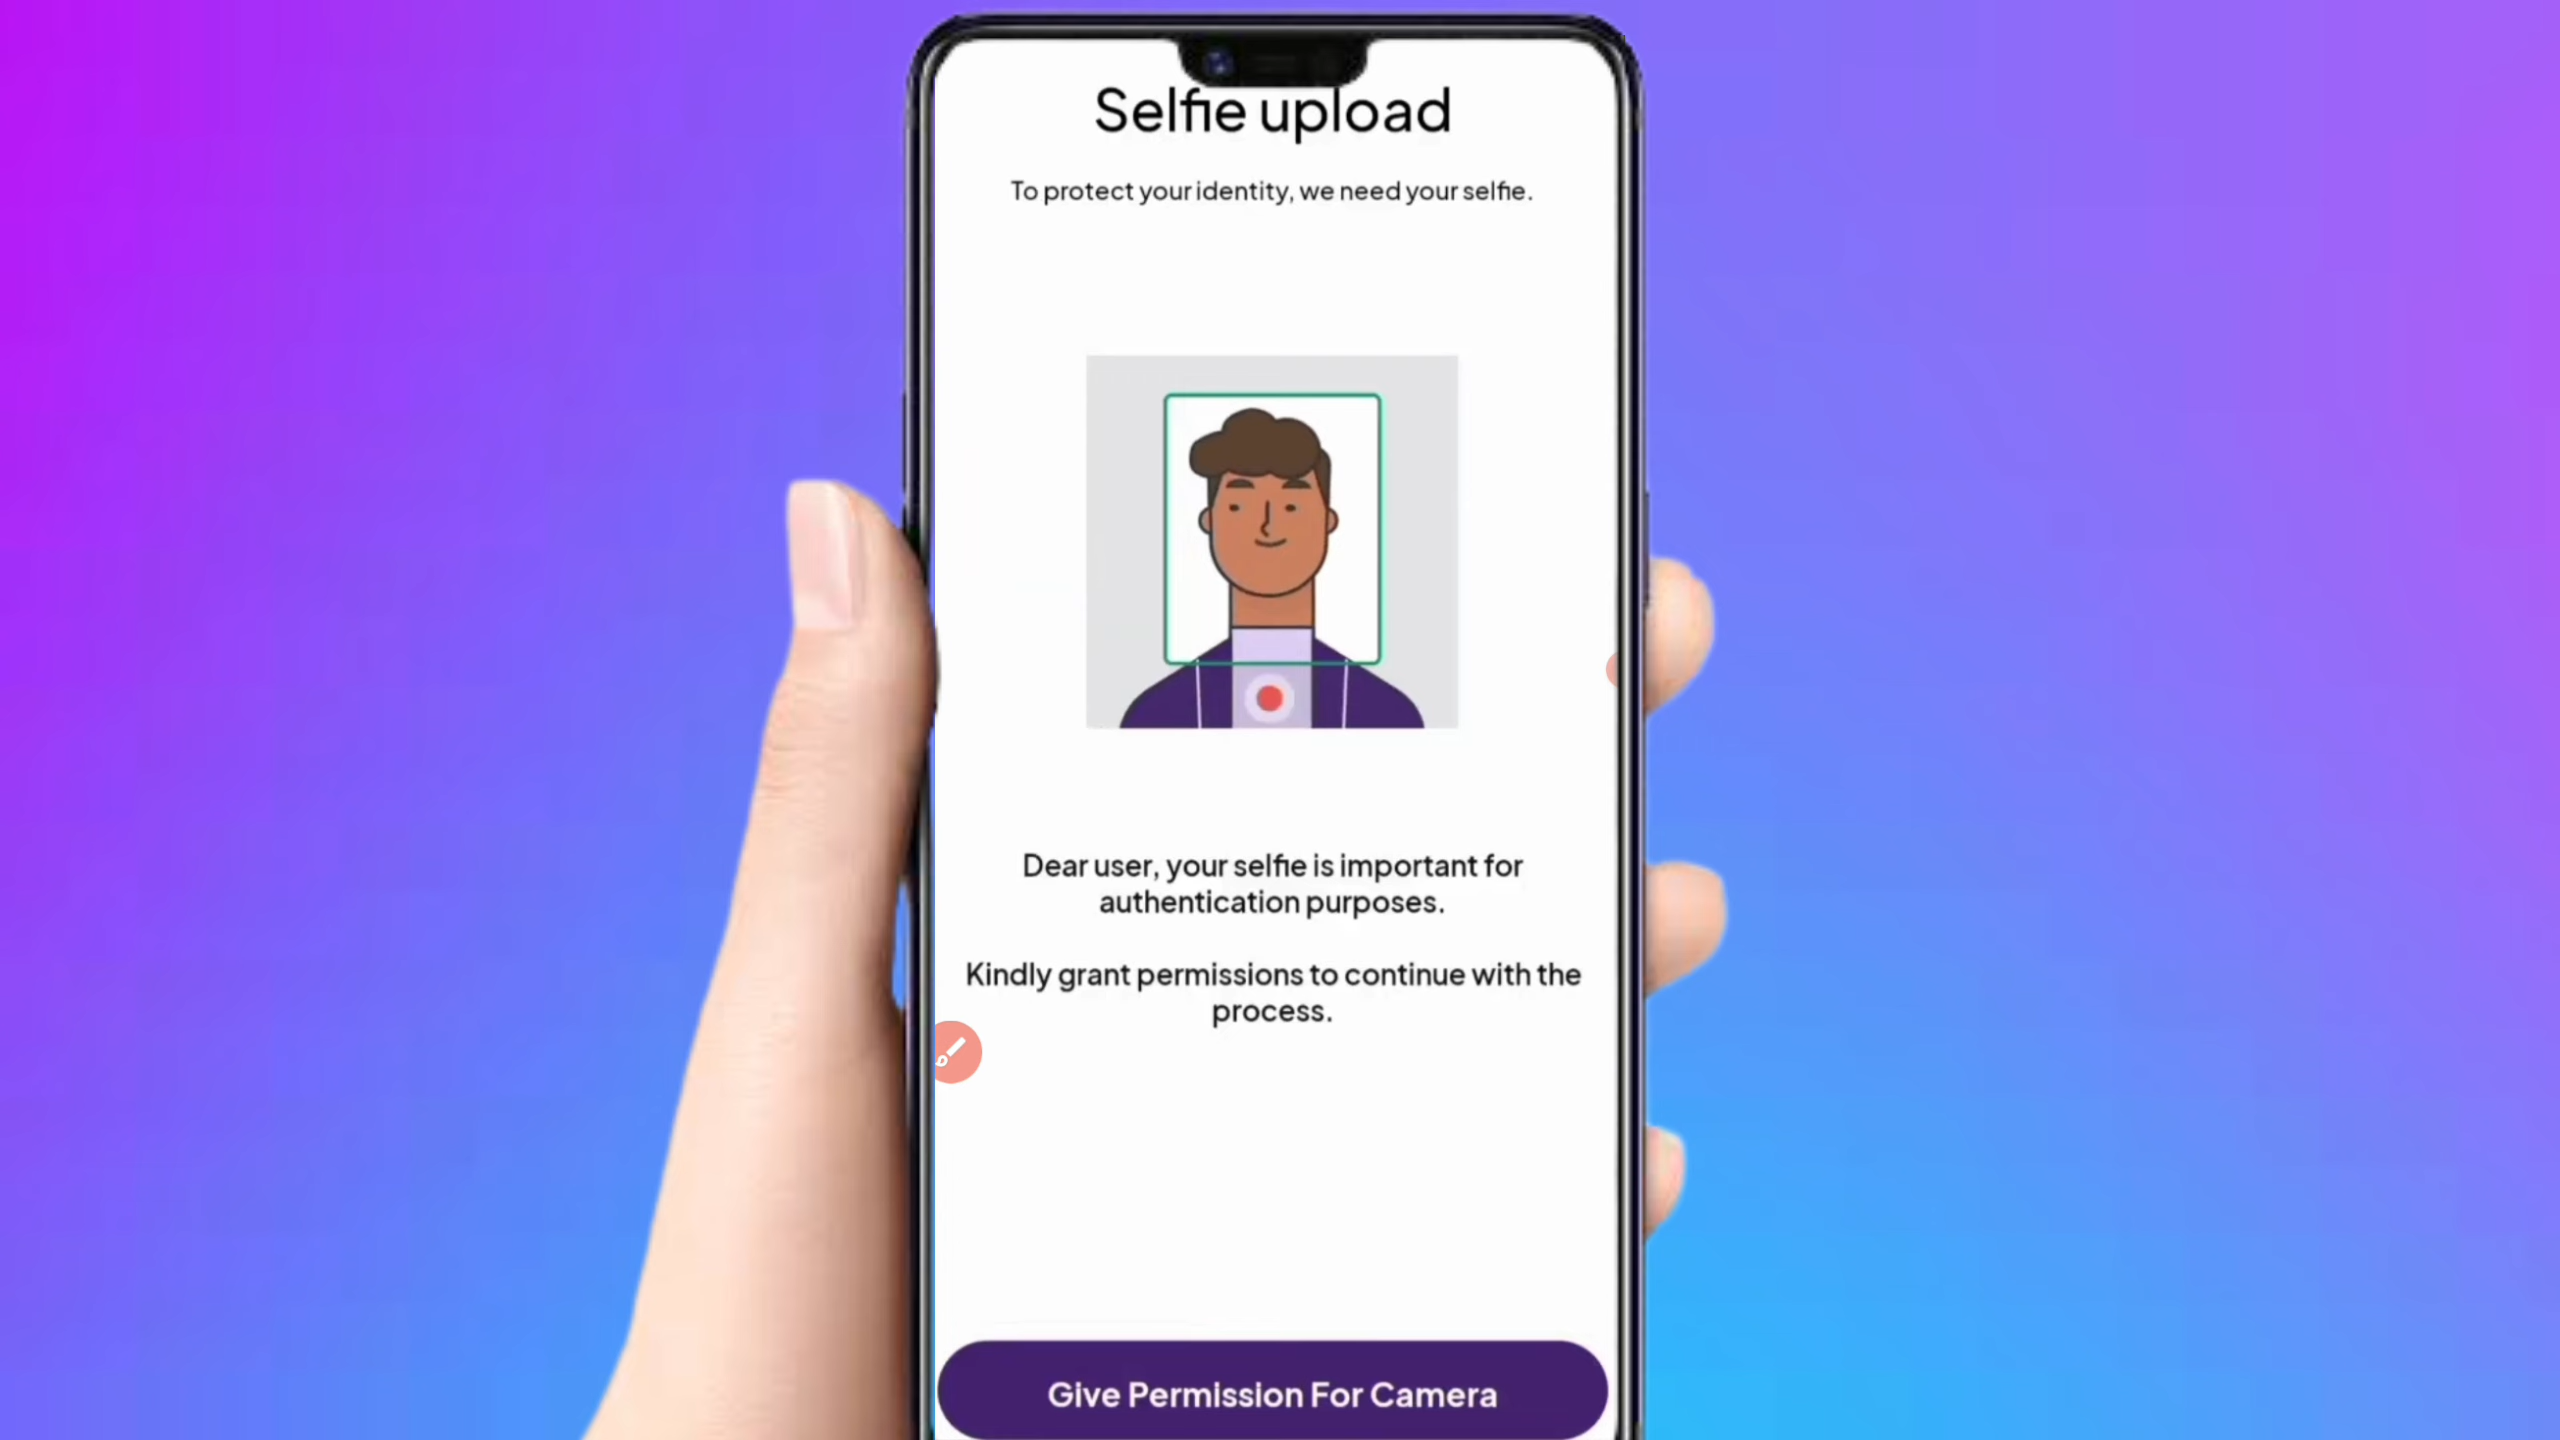 Selfie upload
To protect your identity, we need your selfie.
Dear user, your selfie is important for
authentication purposes.
Kindly grant permissions to continue with the
process.
Give Permission For Camera